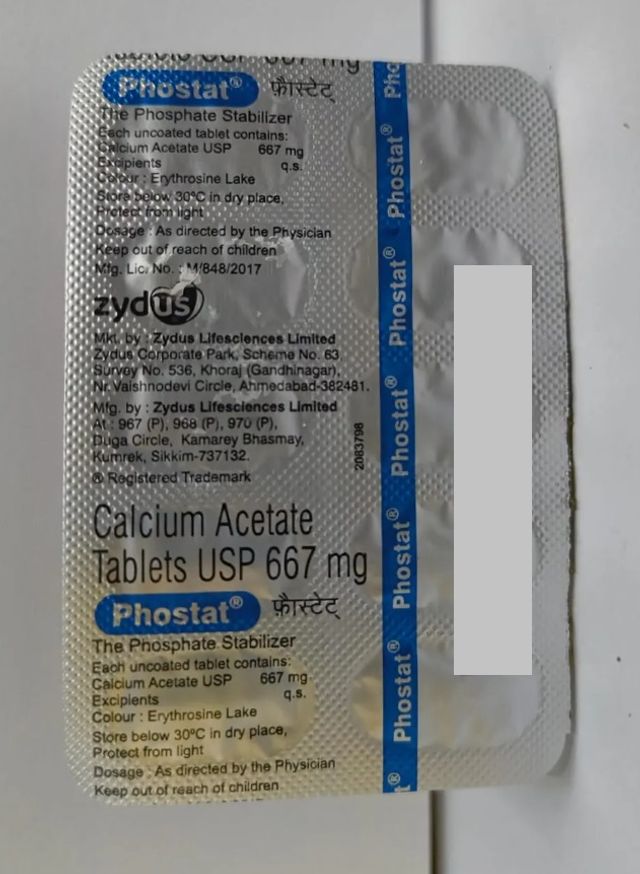 Tablets USP 667 mg
Phostat® फ़ॉस्टेट्
The Phosphate Stabilizer
Each uncoated tablet contains:
Calcium Acetate USP 667 mg
Excipients q.s.
Colour : Erythrosine Lake
Store below 30°C in dry place,
Protect from light
Dosage : As directed by the Physician
Keep out of reach of children
Mfg. Lic. No. : M/848/2017
zydus
Mkt. by : Zydus Lifesciences Limited
Zydus Corporate Park, Scheme No. 63
Survey No. 536, Khoraj (Gandhinagar),
Nr. Vaishnodevi Circle, Ahmedabad-382481.
Mfg. by : Zydus Lifesciences Limited
At : 967 (P), 968 (P), 970 (P),
Duga Circle, Kamarey Bhasmay,
Kumrek, Sikkim-737132.
® Registered Trademark
2083798
Calcium Acetate
Tablets USP 667 mg
Phostat® फ़ॉस्टेट्
The Phosphate Stabilizer
Each uncoated tablet contains:
Calcium Acetate USP 667 mg
Excipients q.s.
Colour : Erythrosine Lake
Store below 30°C in dry place,
Protect from light
Dosage : As directed by the Physician
Keep out of reach of children
Pho
Phostat®
Phostat®
Phostat®
Phostat®
Phostat®
t®